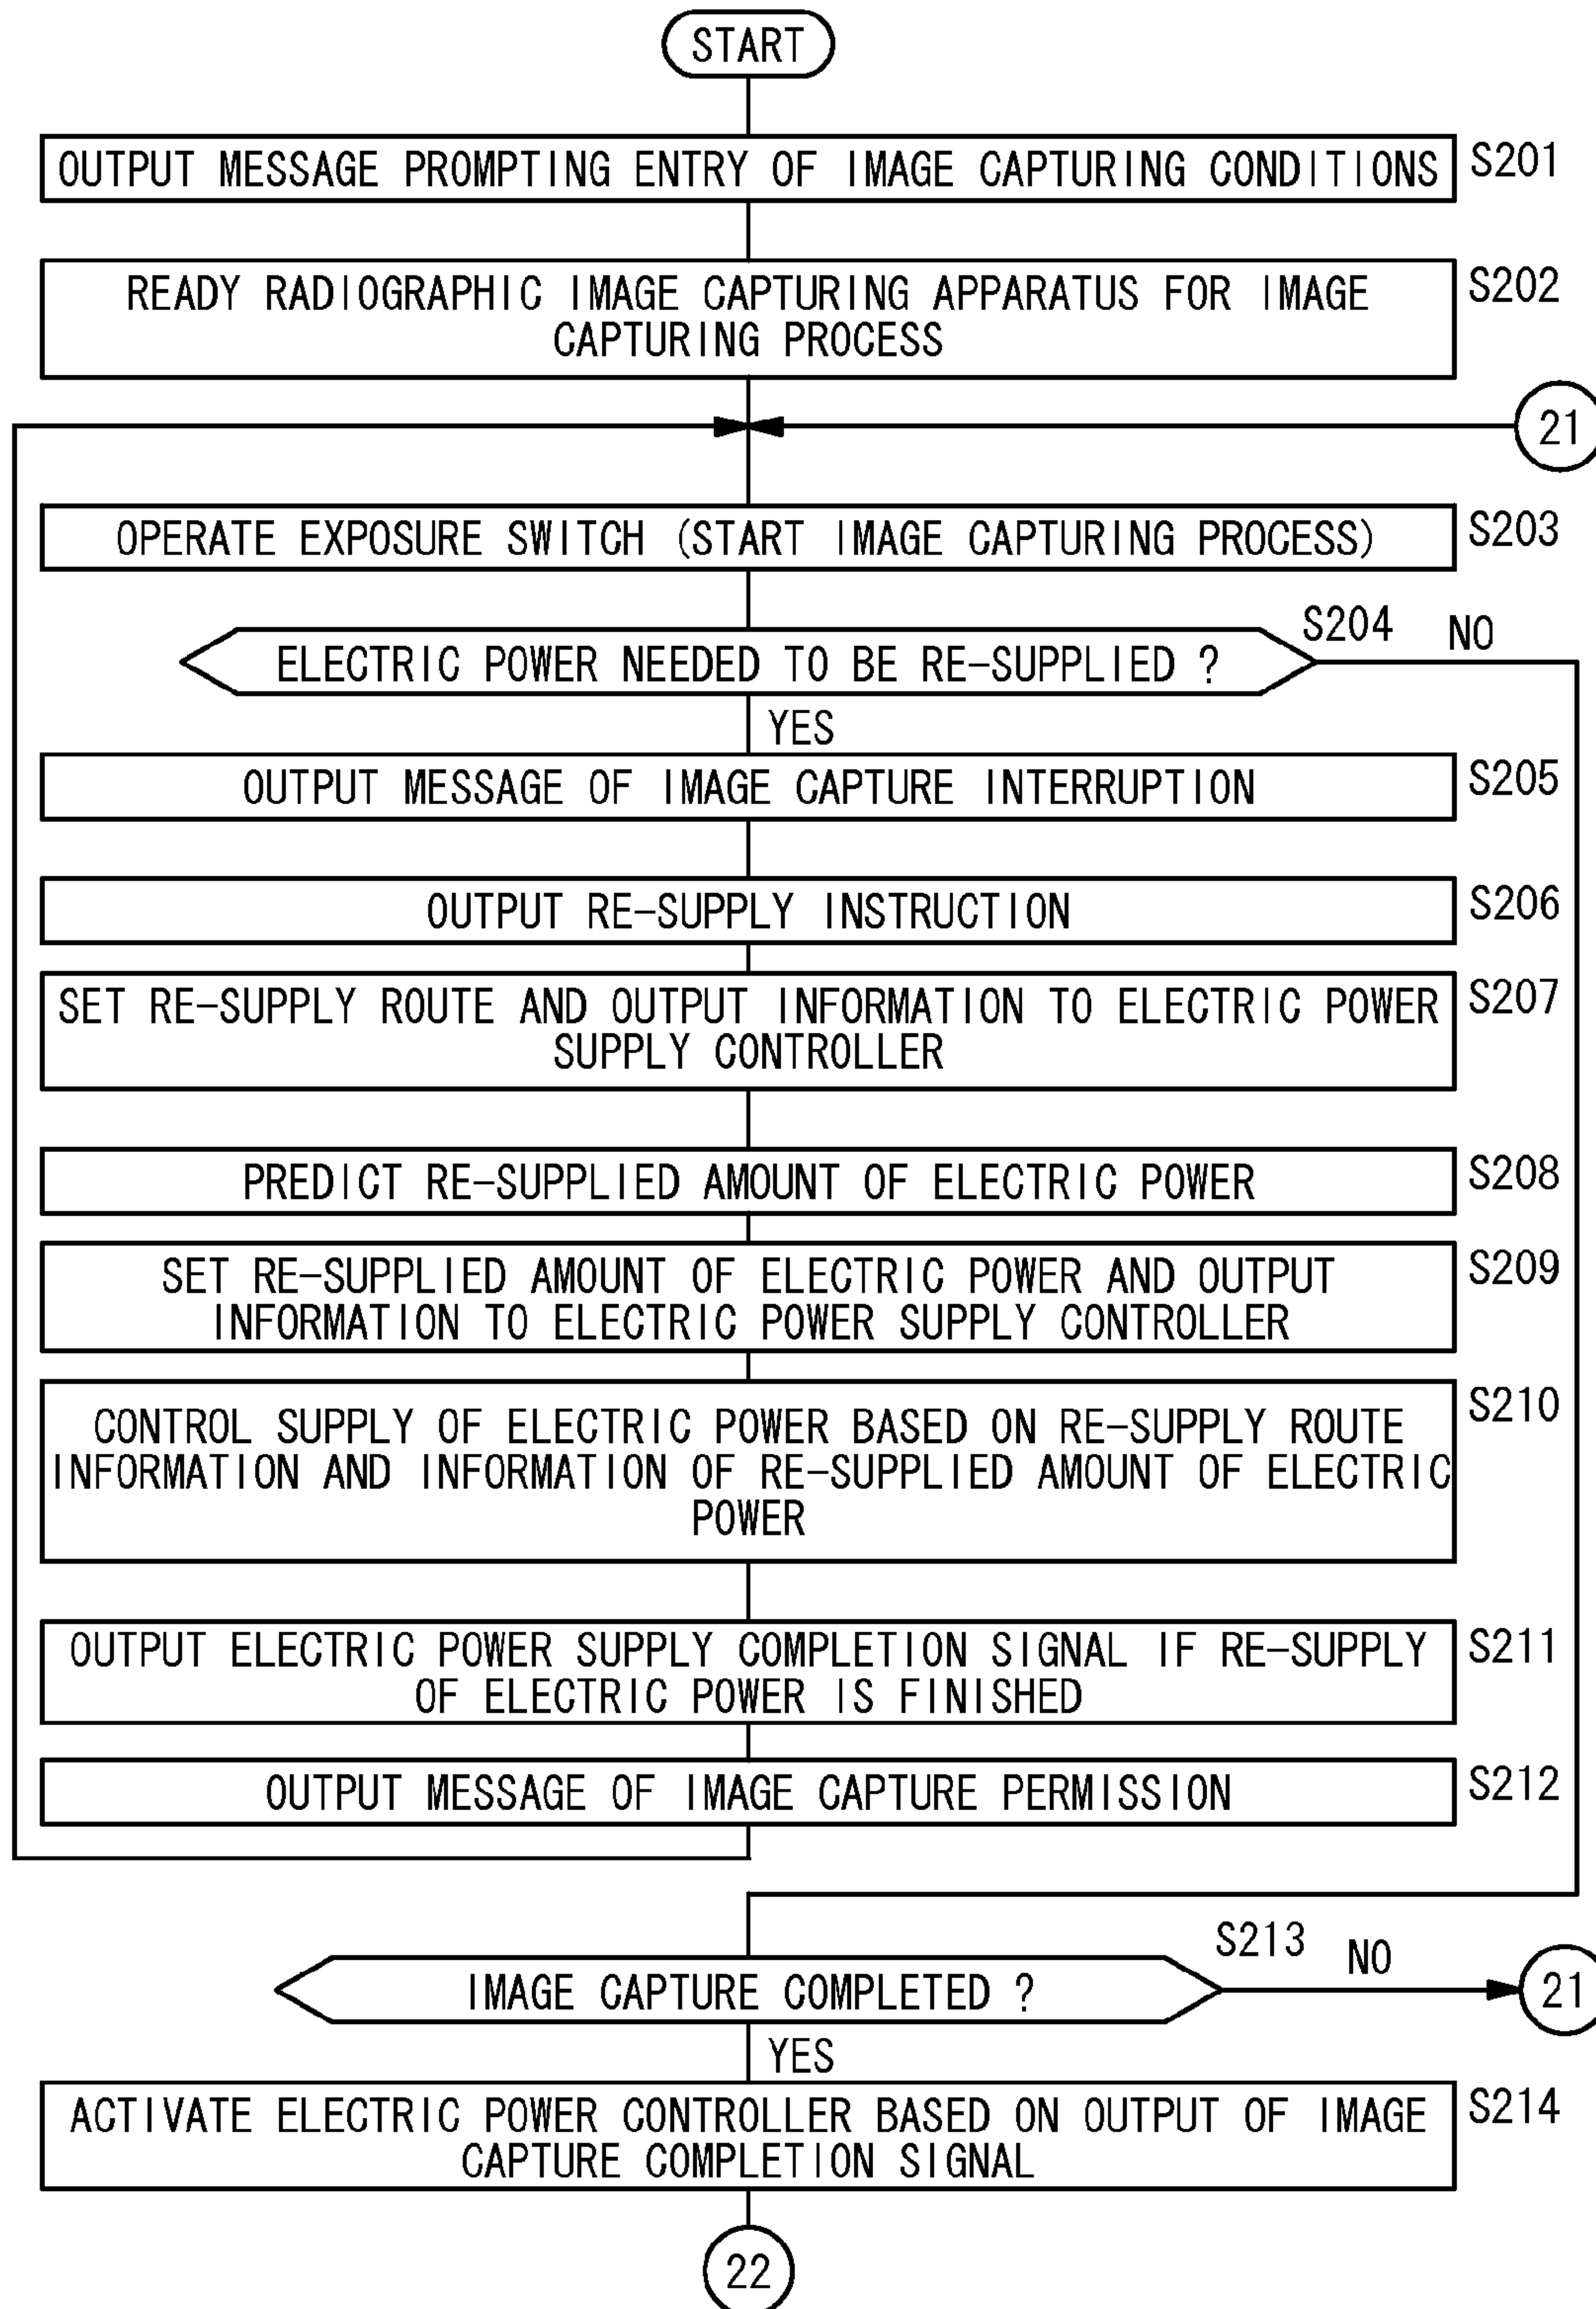 START
OUTPUT MESSAGE PROMPTING ENTRY OF IMAGE CAPTURING CONDITIONS
S201
READY RADIOGRAPHIC IMAGE CAPTURING APPARATUS FOR IMAGE
CAPTURING PROCESS
S202
21
OPERATE EXPOSURE SWITCH (START IMAGE CAPTURING PROCESS)
S203
ELECTRIC POWER NEEDED TO BE RE-SUPPLIED ?
S204
NO
YES
OUTPUT MESSAGE OF IMAGE CAPTURE INTERRUPTION
S205
OUTPUT RE-SUPPLY INSTRUCTION
S206
SET RE-SUPPLY ROUTE AND OUTPUT INFORMATION TO ELECTRIC POWER
SUPPLY CONTROLLER
S207
PREDICT RE-SUPPLIED AMOUNT OF ELECTRIC POWER
S208
SET RE-SUPPLIED AMOUNT OF ELECTRIC POWER AND OUTPUT
INFORMATION TO ELECTRIC POWER SUPPLY CONTROLLER
S209
CONTROL SUPPLY OF ELECTRIC POWER BASED ON RE-SUPPLY ROUTE
INFORMATION AND INFORMATION OF RE-SUPPLIED AMOUNT OF ELECTRIC
POWER
S210
OUTPUT ELECTRIC POWER SUPPLY COMPLETION SIGNAL IF RE-SUPPLY
OF ELECTRIC POWER IS FINISHED
S211
OUTPUT MESSAGE OF IMAGE CAPTURE PERMISSION
S212
IMAGE CAPTURE COMPLETED ?
S213
NO
21
YES
ACTIVATE ELECTRIC POWER CONTROLLER BASED ON OUTPUT OF IMAGE
CAPTURE COMPLETION SIGNAL
S214
22